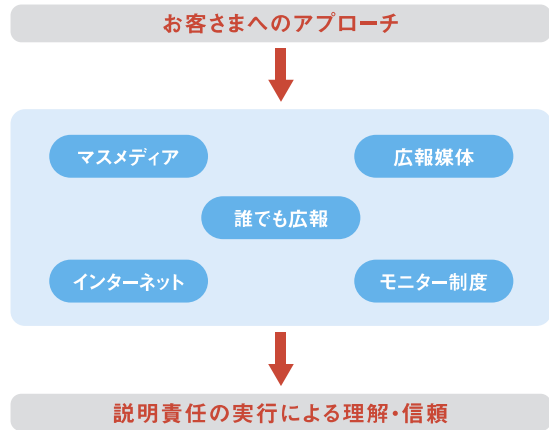 お客さまへのアプローチ
マスメディア
広報媒体
誰でも広報
インターネット
モニター制度
説明責任の実行による理解・信頼